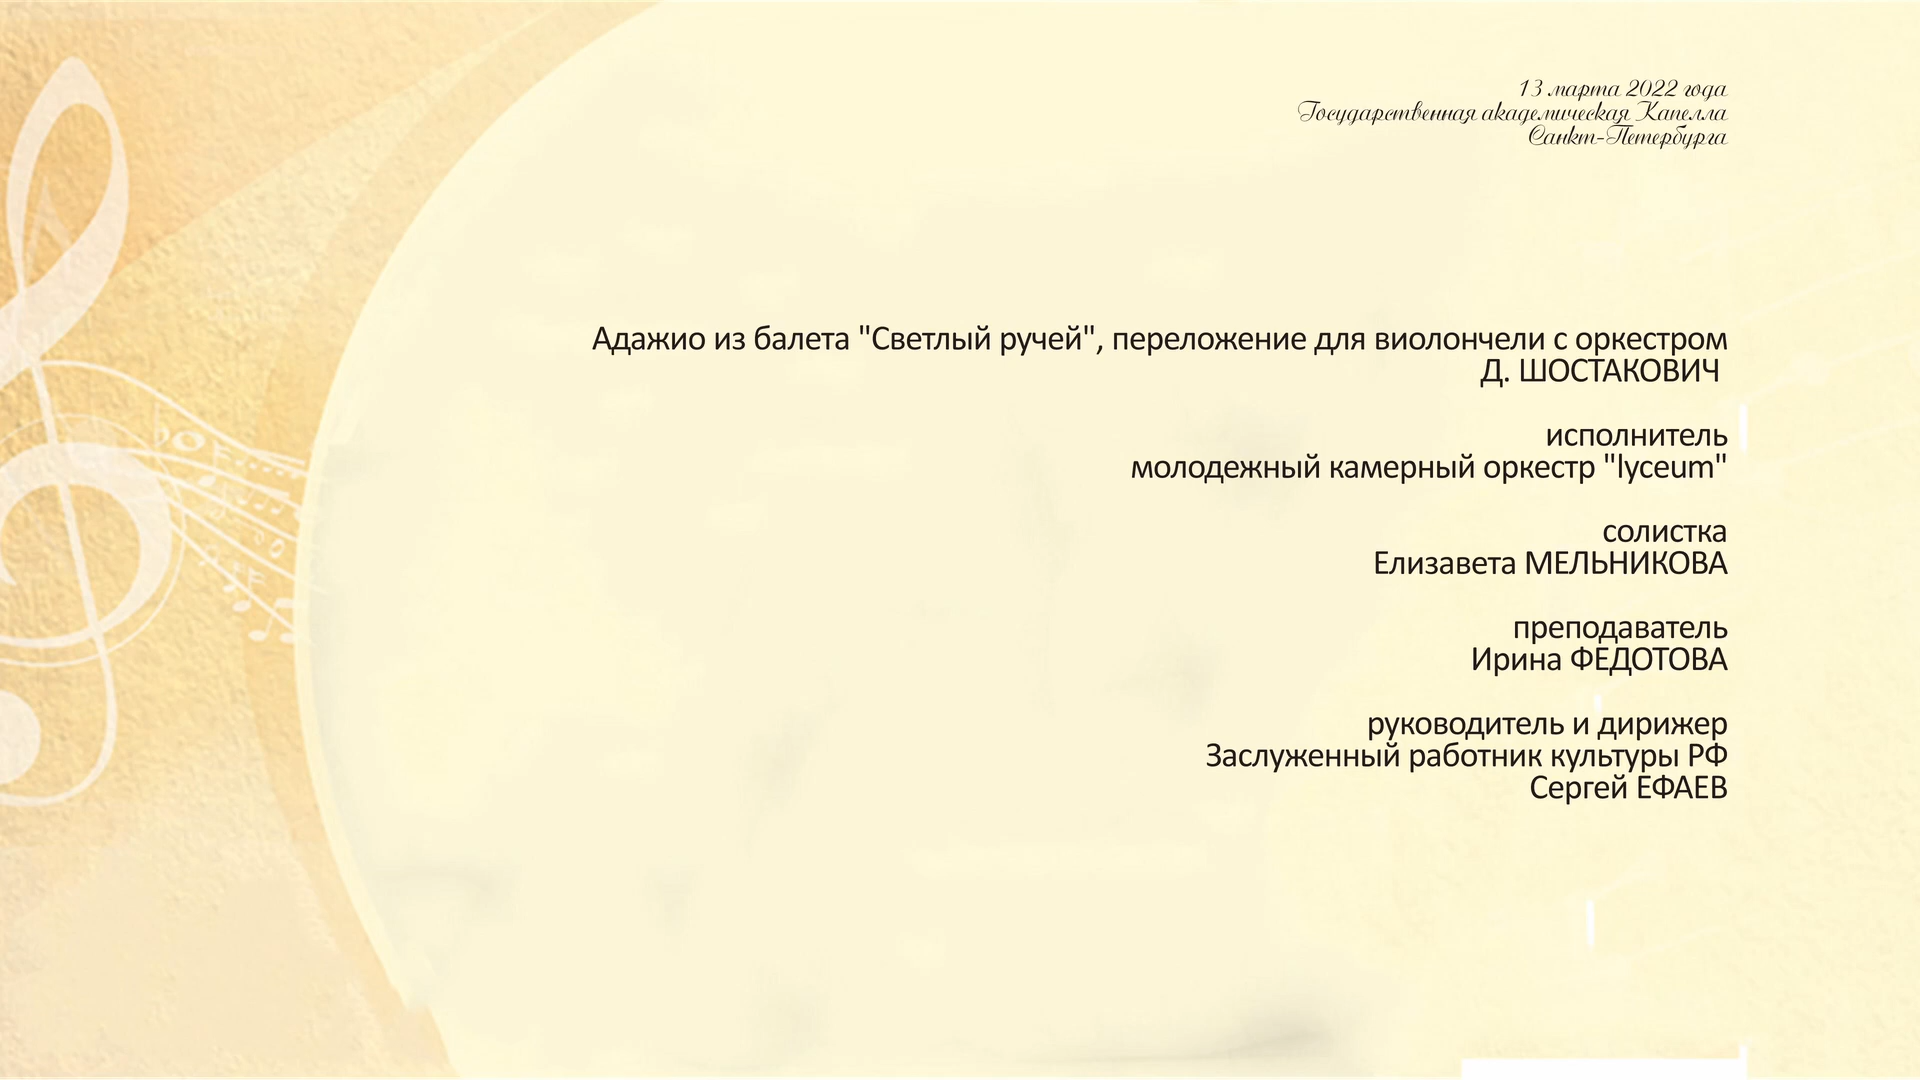 13 марта 2022 года
Государственная академическая Капелла
Санкт-Петербурга
Адажио из балета "Светлый ручей", переложение для виолончели с оркестром
Д. ШОСТАКОВИЧ
исполнитель
молодежный камерный оркестр "lyceum"
солистка
Елизавета МЕЛЬНИКОВА
преподаватель
Ирина ФЕДОТОВА
руководитель и дирижер
Заслуженный работник культуры РФ
Сергей ЕФАЕВ